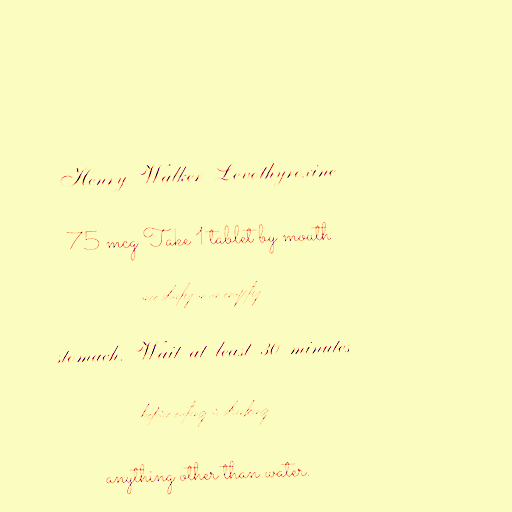 Henry Walker Levothyroxine
75 mcg Take 1 tablet by mouth
once daily on an empty
stomach. Wait at least 30 minutes
before eating or drinking
anything other than water.